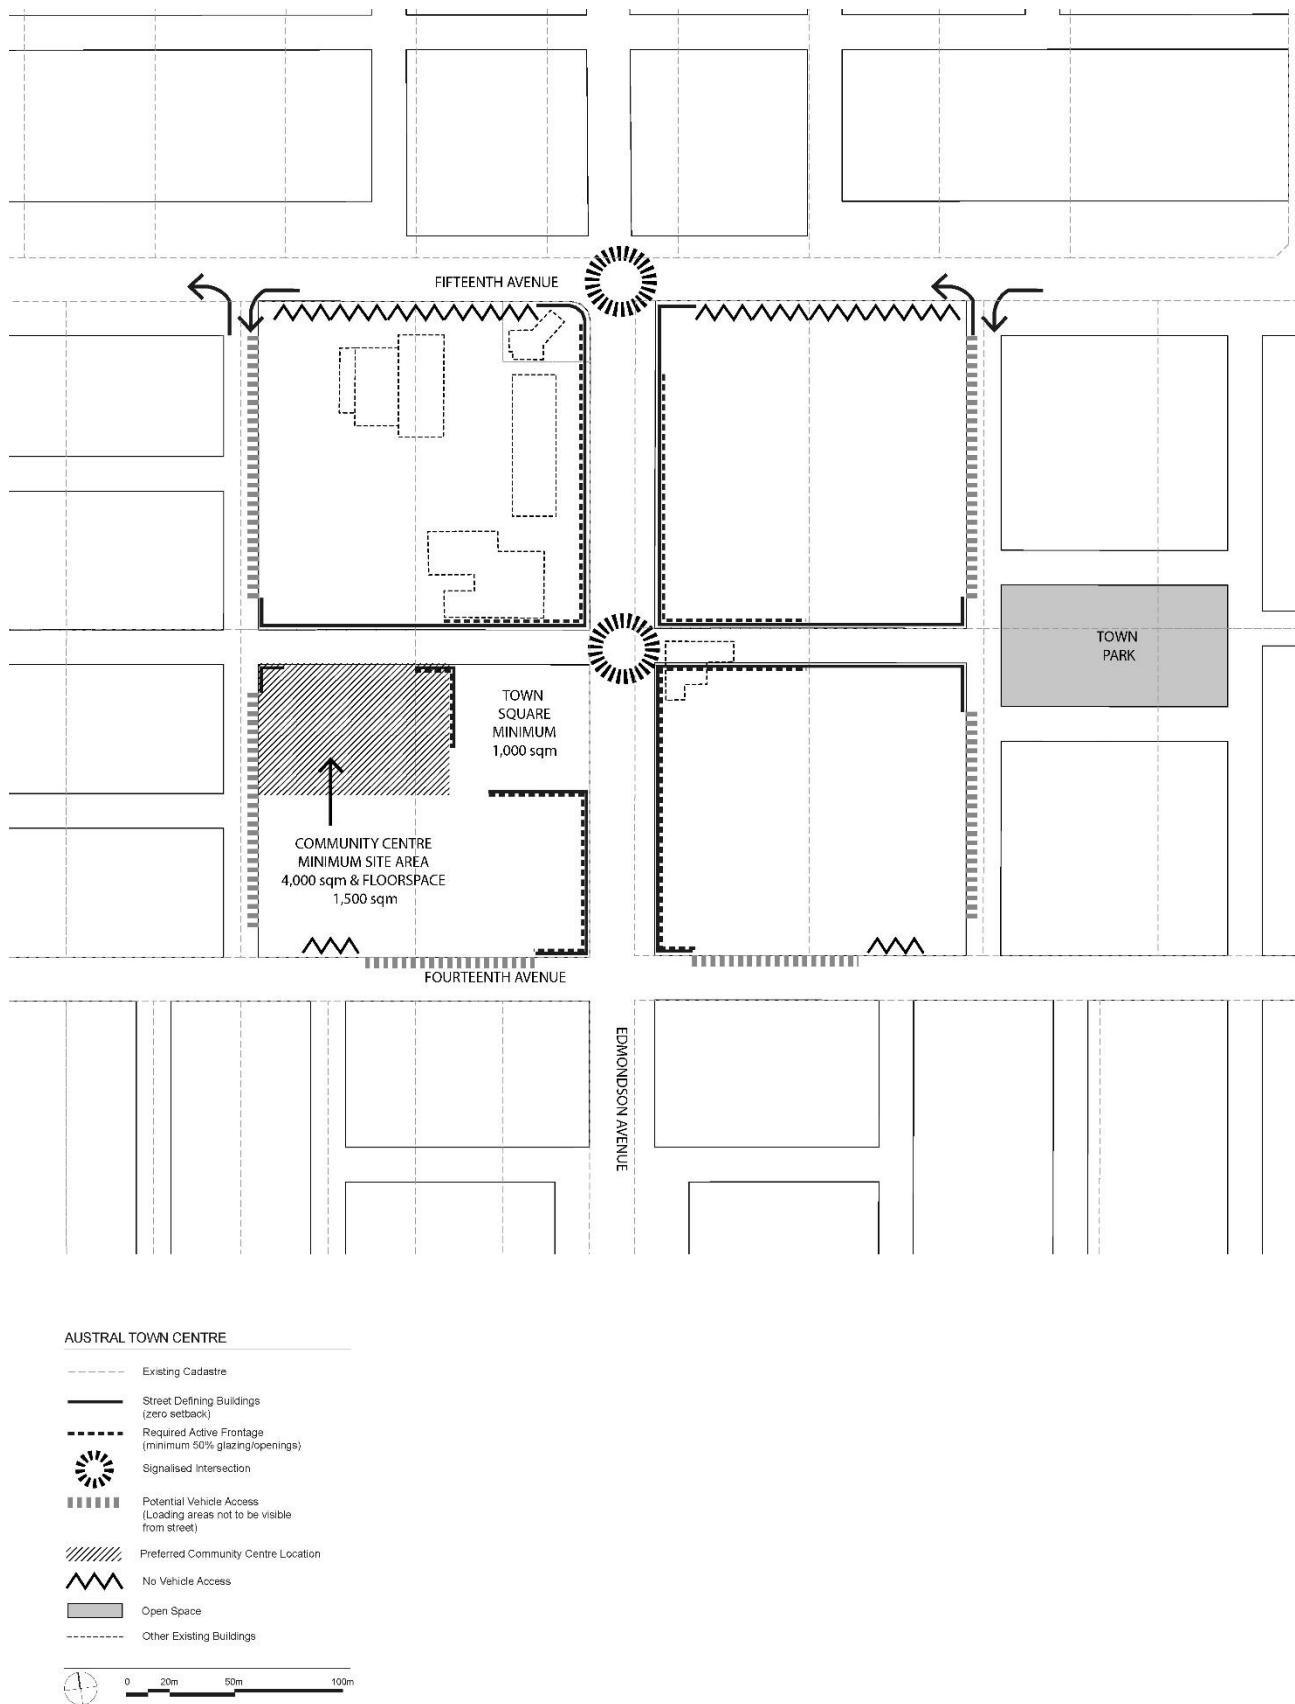 FIFTEENTH AVENUE
TOWN
PARK
TOWN
SQUARE
MINIMUM
1,000 sqm
COMMUNITY CENTRE
MINIMUM SITE AREA
4,000 sqm & FLOORSPACE
1,500 sqm
FOURTEENTH AVENUE
EDMONDSON AVENUE
AUSTRAL TOWN CENTRE
Existing Cadastre
Street Defining Buildings
(zero setback)
Required Active Frontage
(minimum 50% glazing/openings)
Signalised Intersection
Potential Vehicle Access
(Loading areas not to be visible
from street)
Preferred Community Centre Location
No Vehicle Access
Open Space
Other Existing Buildings
0 20m 50m 100m